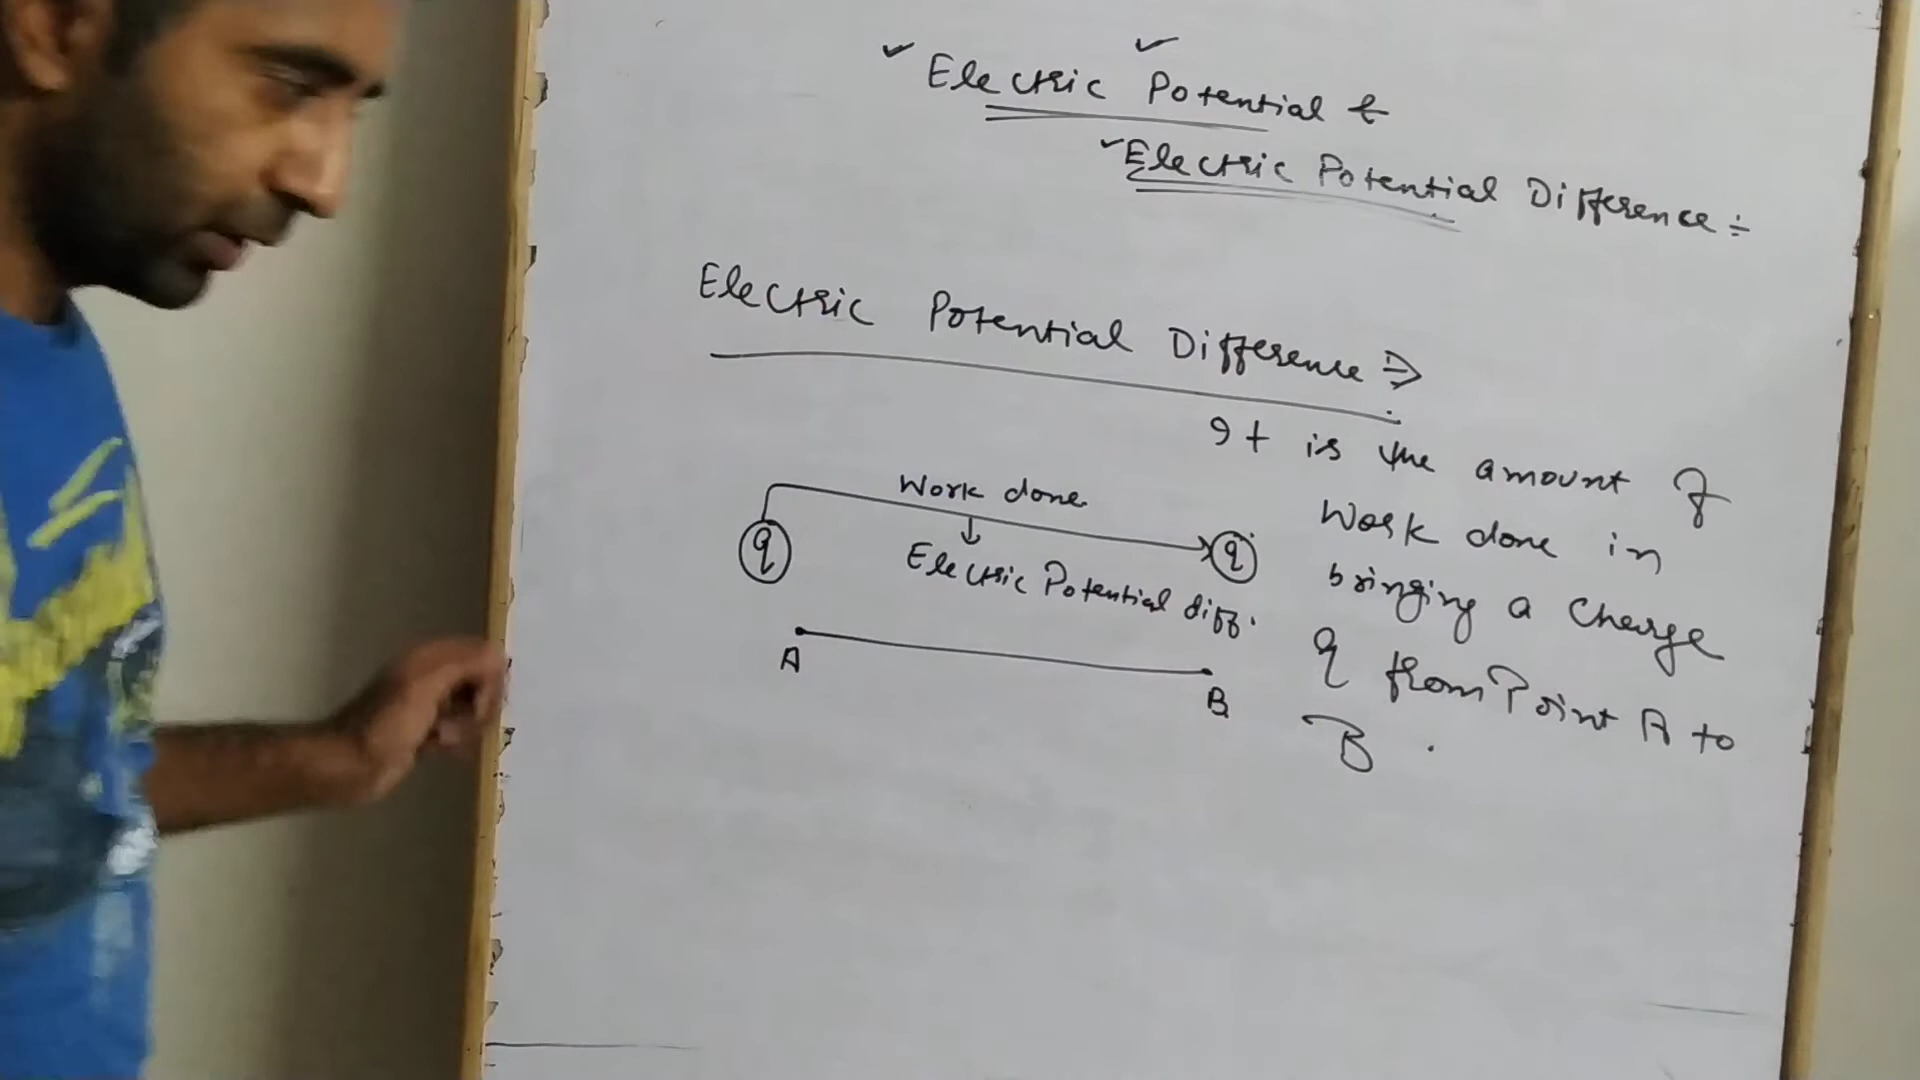 Electric Potential &
Electric Potential Difference ÷
Electric Potential Difference ⇒
It is the amount of
Work done in
bringing a Charge
q from Point A to
B .
Work done
q
q
Electric Potential diff.
A
B